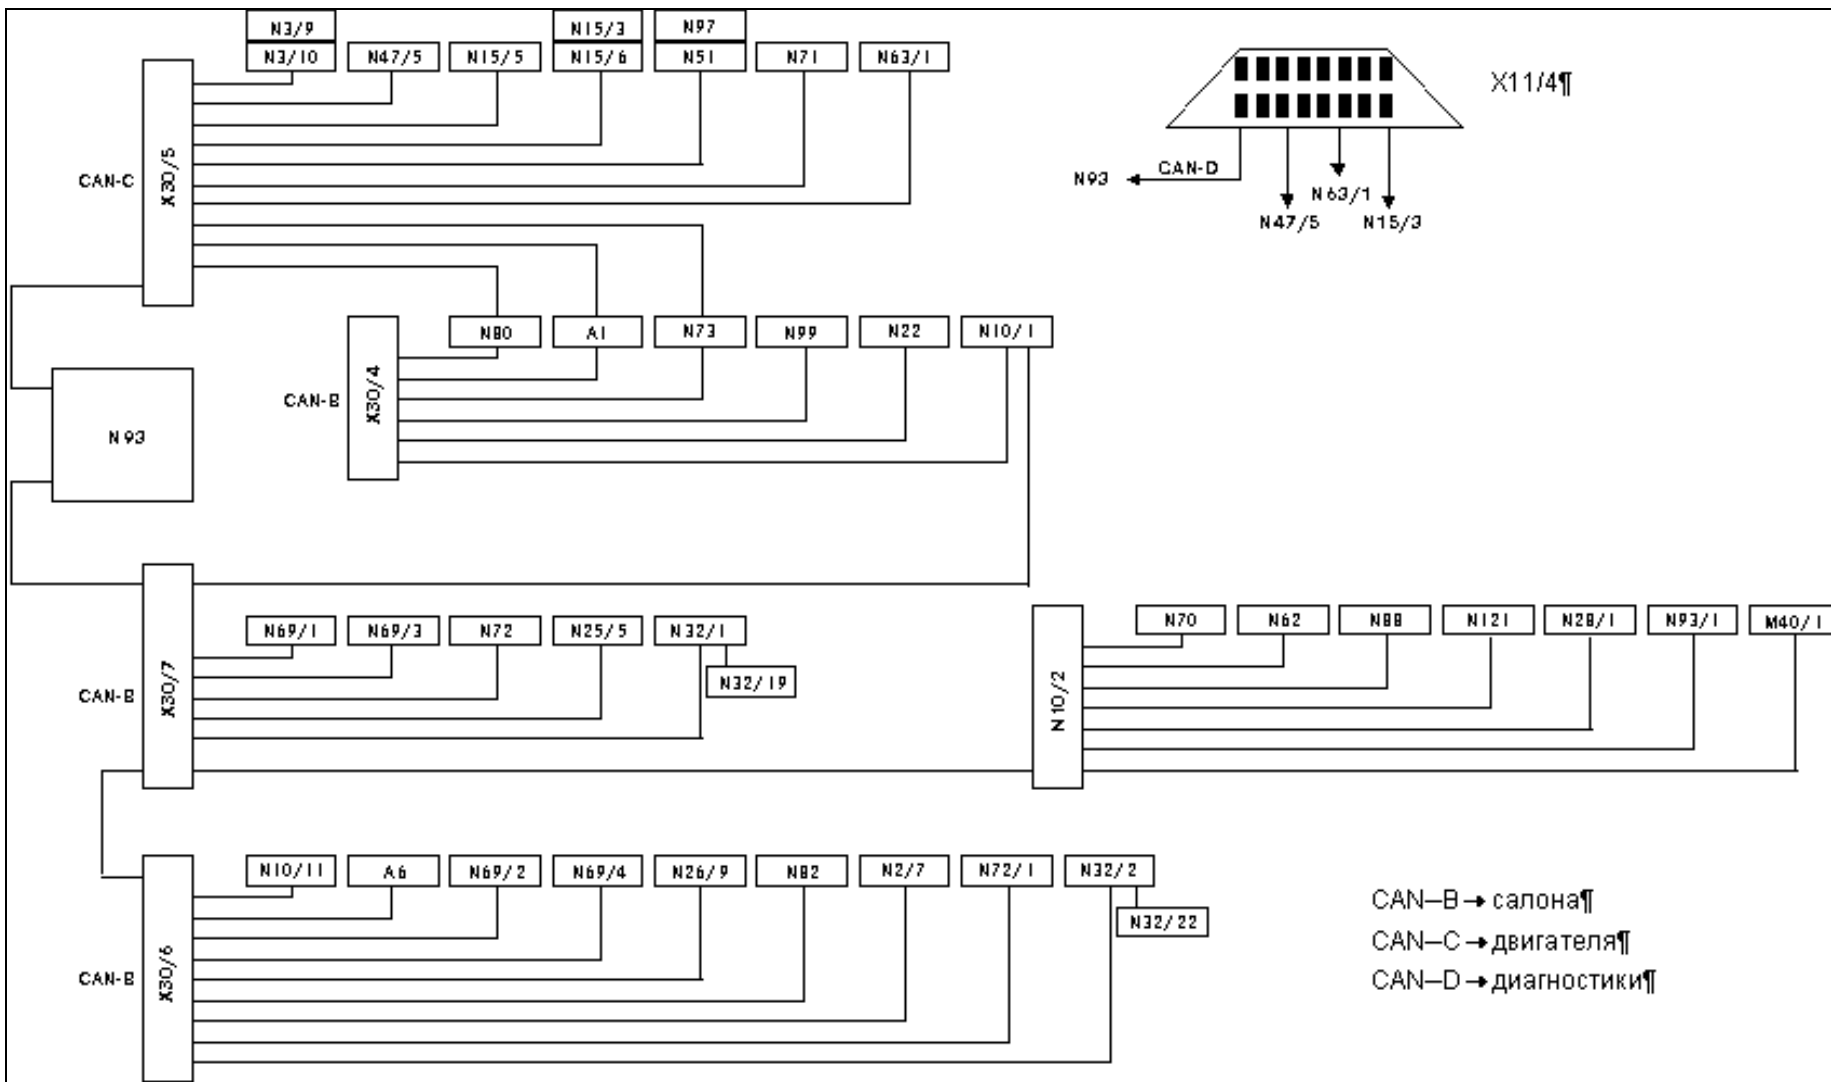 N3/9
N15/3
N97
N3/10
N47/5
N15/5
N15/6
N51
N71
N63/1
X11/4¶
CAN-C
X30/5
N93
CAN-D
N47/5
N63/1
N15/3
N80
A1
N73
N99
N22
N10/1
CAN-B
X30/4
N93
N69/1
N69/3
N72
N25/5
N32/1
N32/19
CAN-B
X30/7
N70
N62
N88
N121
N28/1
N93/1
M40/1
N10/2
N10/11
A6
N69/2
N69/4
N26/9
N82
N2/7
N72/1
N32/2
N32/22
CAN-B
X30/6
CAN–B→салона¶
CAN–C→двигателя¶
CAN–D→диагностики¶